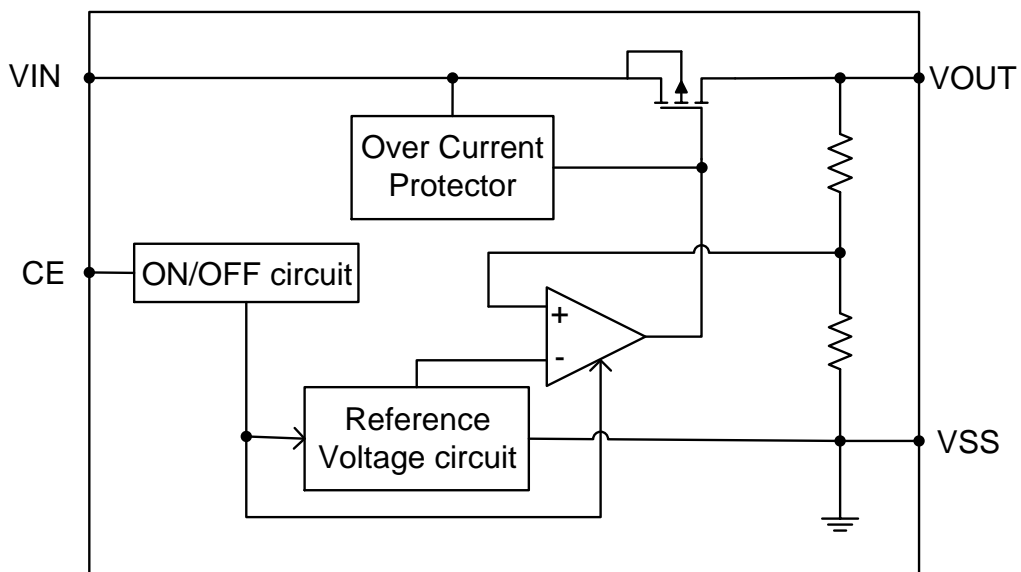 VIN
VOUT
Over Current
Protector
CE
ON/OFF circuit
+
-
Reference
Voltage circuit
VSS